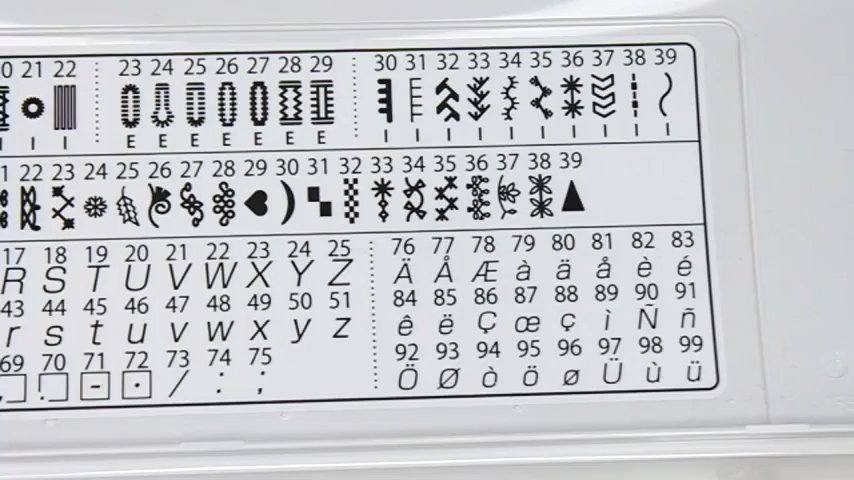 21 22 23 24 25 26 27 28 29 30 31 32 33 34 35 36 37 38 39
I I I E E E E E E E I I I I I I I I I I
22 23 24 25 26 27 28 29 30 31 32 33 34 35 36 37 38 39
17 18 19 20 21 22 23 24 25 76 77 78 79 80 81 82 83
R S T U V W X Y Z Ä Å Æ à ä å è é
43 44 45 46 47 48 49 50 51 84 85 86 87 88 89 90 91
r s t u v w x y z ê ë Ç œ ç ì Ñ ñ
69 70 71 72 73 74 75 92 93 94 95 96 97 98 99
, . - · / : ; Ö Ø ò ö ø Ü ù ü